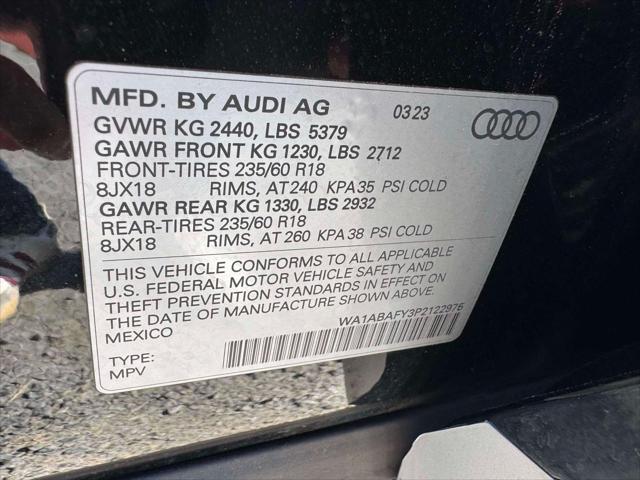 MFD. BY AUDI AG 03 23
GVWR KG 2440, LBS 5379
GAWR FRONT KG 1230, LBS 2712
FRONT-TIRES 235/60 R18
8JX18 RIMS, AT 240 KPA 35 PSI COLD
GAWR REAR KG 1330, LBS 2932
REAR-TIRES 235/60 R18
8JX18 RIMS, AT 260 KPA 38 PSI COLD
THIS VEHICLE CONFORMS TO ALL APPLICABLE
U.S. FEDERAL MOTOR VEHICLE SAFETY AND
THEFT PREVENTION STANDARDS IN EFFECT ON
THE DATE OF MANUFACTURE SHOWN ABOVE.
MEXICO
WA1ABAFY3P2122976
TYPE:
MPV